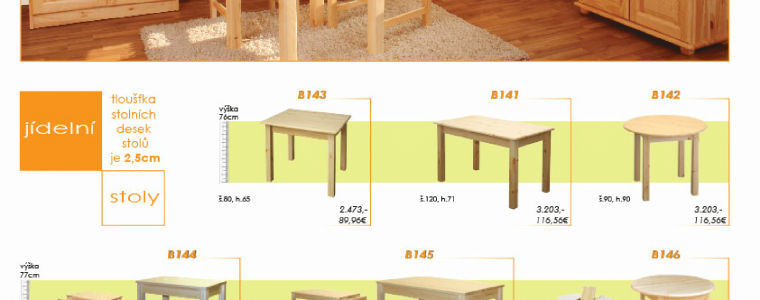 jídelní
stoly
tloušťka
stolních
desek
stolů
je 2,5cm
výška
76cm
B143
š.80, h.65
2.473,-
89,96€
B141
š.120, h.71
3.203,-
116,56€
B142
š.90, h.90
3.203,-
116,56€
výška
77cm
B144
B145
B146